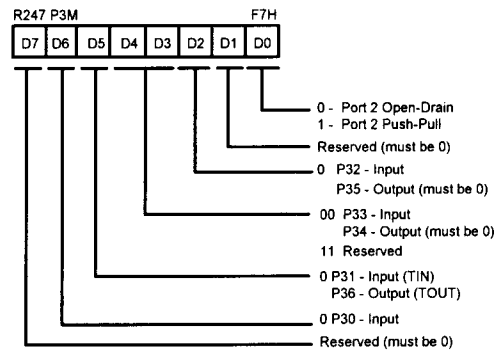 R247 P3M F7H
D7 D6 D5 D4 D3 D2 D1 D0
0 - Port 2 Open-Drain
1 - Port 2 Push-Pull
Reserved (must be 0)
0 P32 - Input
P35 - Output (must be 0)
00 P33 - Input
P34 - Output (must be 0)
11 Reserved
0 P31 - Input (TIN)
P36 - Output (TOUT)
0 P30 - Input
Reserved (must be 0)